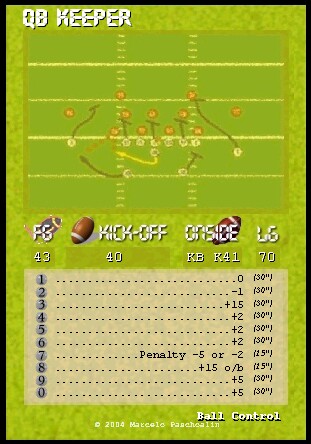 QB KEEPER
FG KICK-OFF ONSIDE LG
43 40 KB K41 70
1 ........................0 (30")
2 .......................-1 (30")
3 ......................+15 (30")
4 .......................+2 (30")
5 .......................+2 (30")
6 .......................+2 (30")
7 ..........Penalty -5 or -2 (15")
8 ..................+15 o/b (15")
9 .......................+5 (30")
0 .......................+5 (30")
Ball Control
© 2004 Marcelo Paschoalin